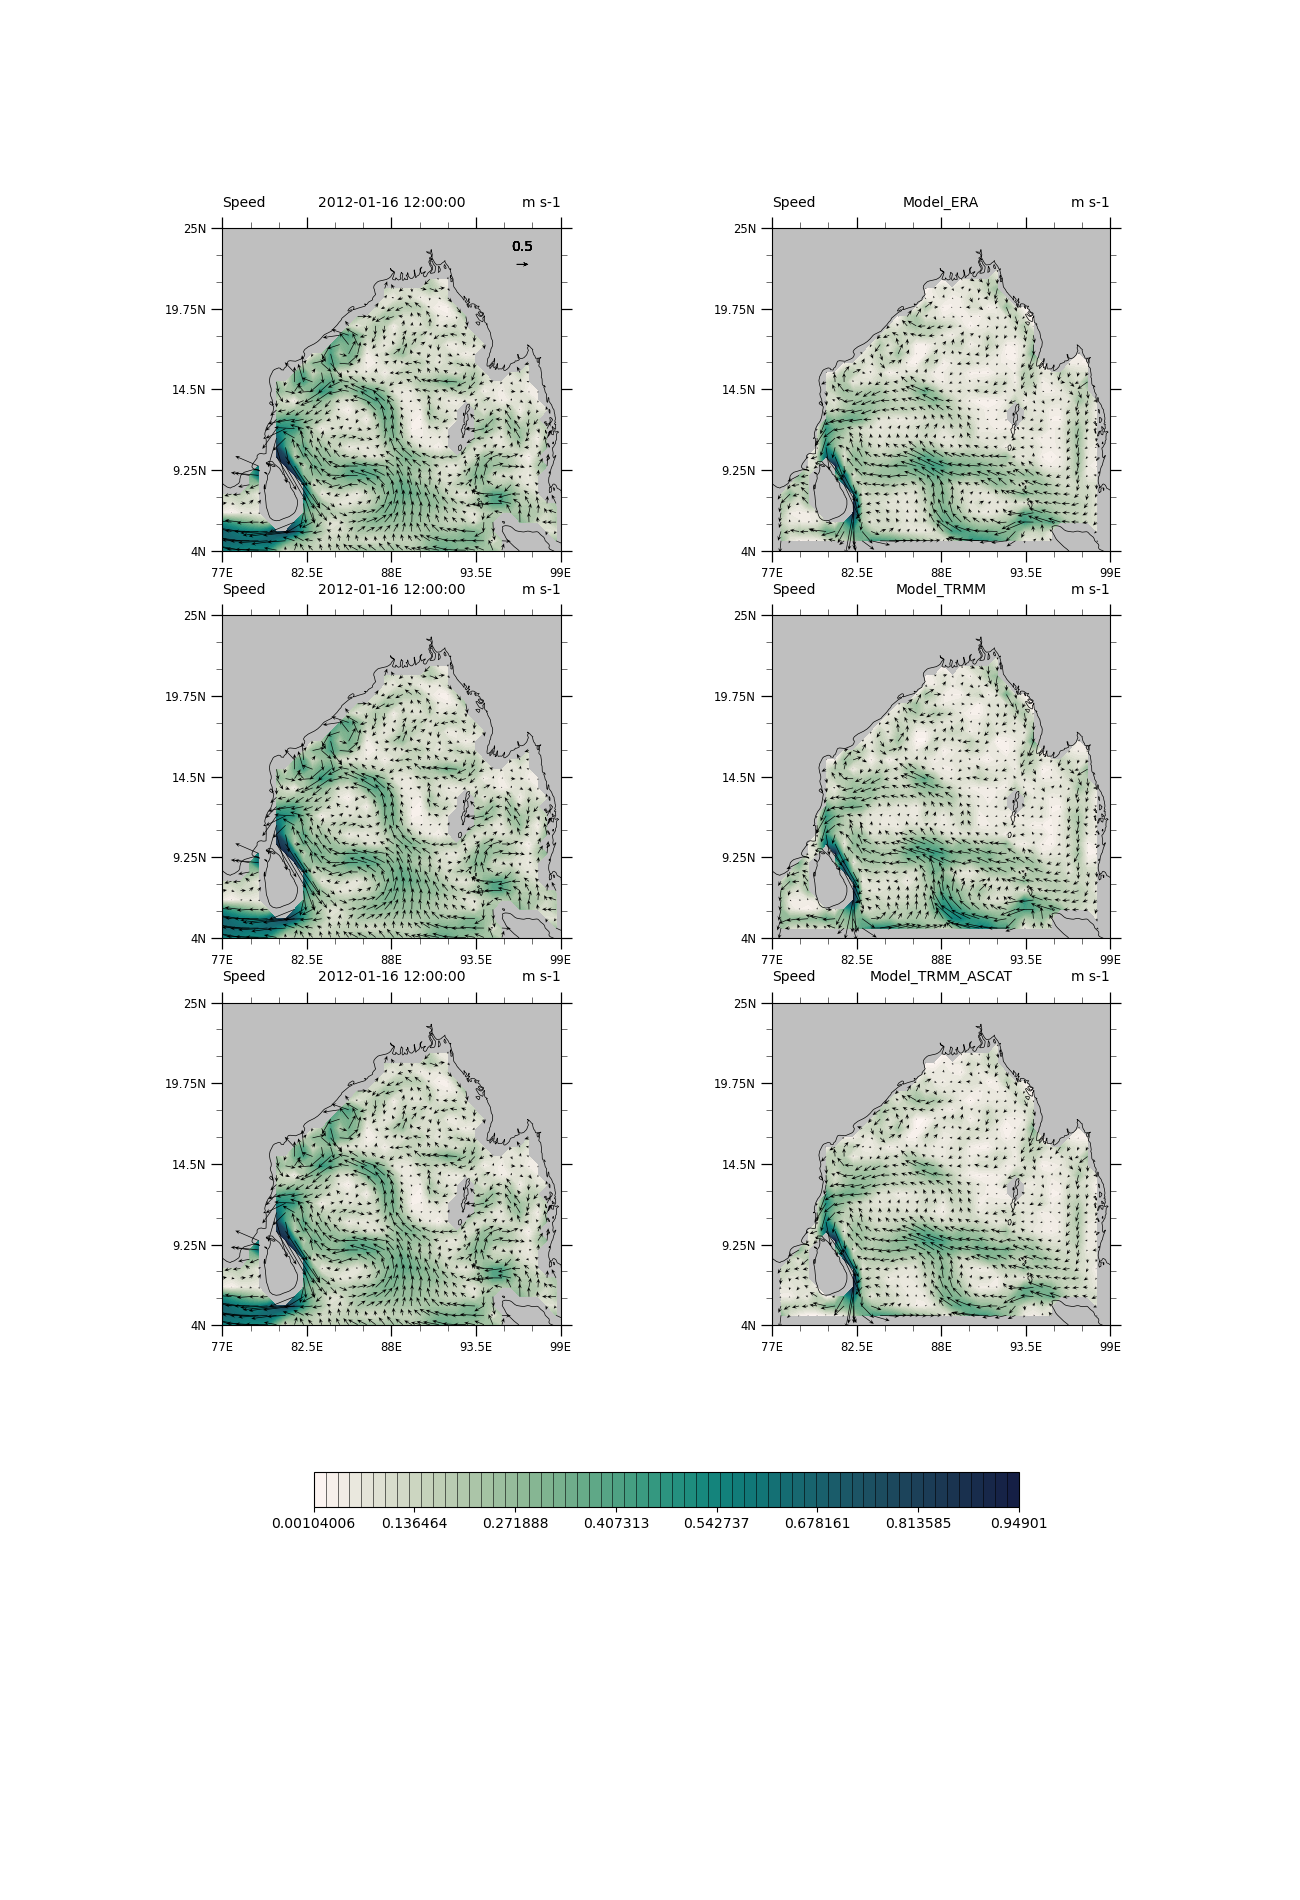 Speed 2012-01-16 12:00:00 m s-1 Speed Model_ERA m s-1
25N 0.5 25N
19.75N 19.75N
14.5N 14.5N
9.25N 9.25N
4N 4N
77E 82.5E 88E 93.5E 99E 77E 82.5E 88E 93.5E 99E
Speed 2012-01-16 12:00:00 m s-1 Speed Model_TRMM m s-1
25N 25N
19.75N 19.75N
14.5N 14.5N
9.25N 9.25N
4N 4N
77E 82.5E 88E 93.5E 99E 77E 82.5E 88E 93.5E 99E
Speed 2012-01-16 12:00:00 m s-1 Speed Model_TRMM_ASCAT m s-1
25N 25N
19.75N 19.75N
14.5N 14.5N
9.25N 9.25N
4N 4N
77E 82.5E 88E 93.5E 99E 77E 82.5E 88E 93.5E 99E
0.00104006 0.136464 0.271888 0.407313 0.542737 0.678161 0.813585 0.94901